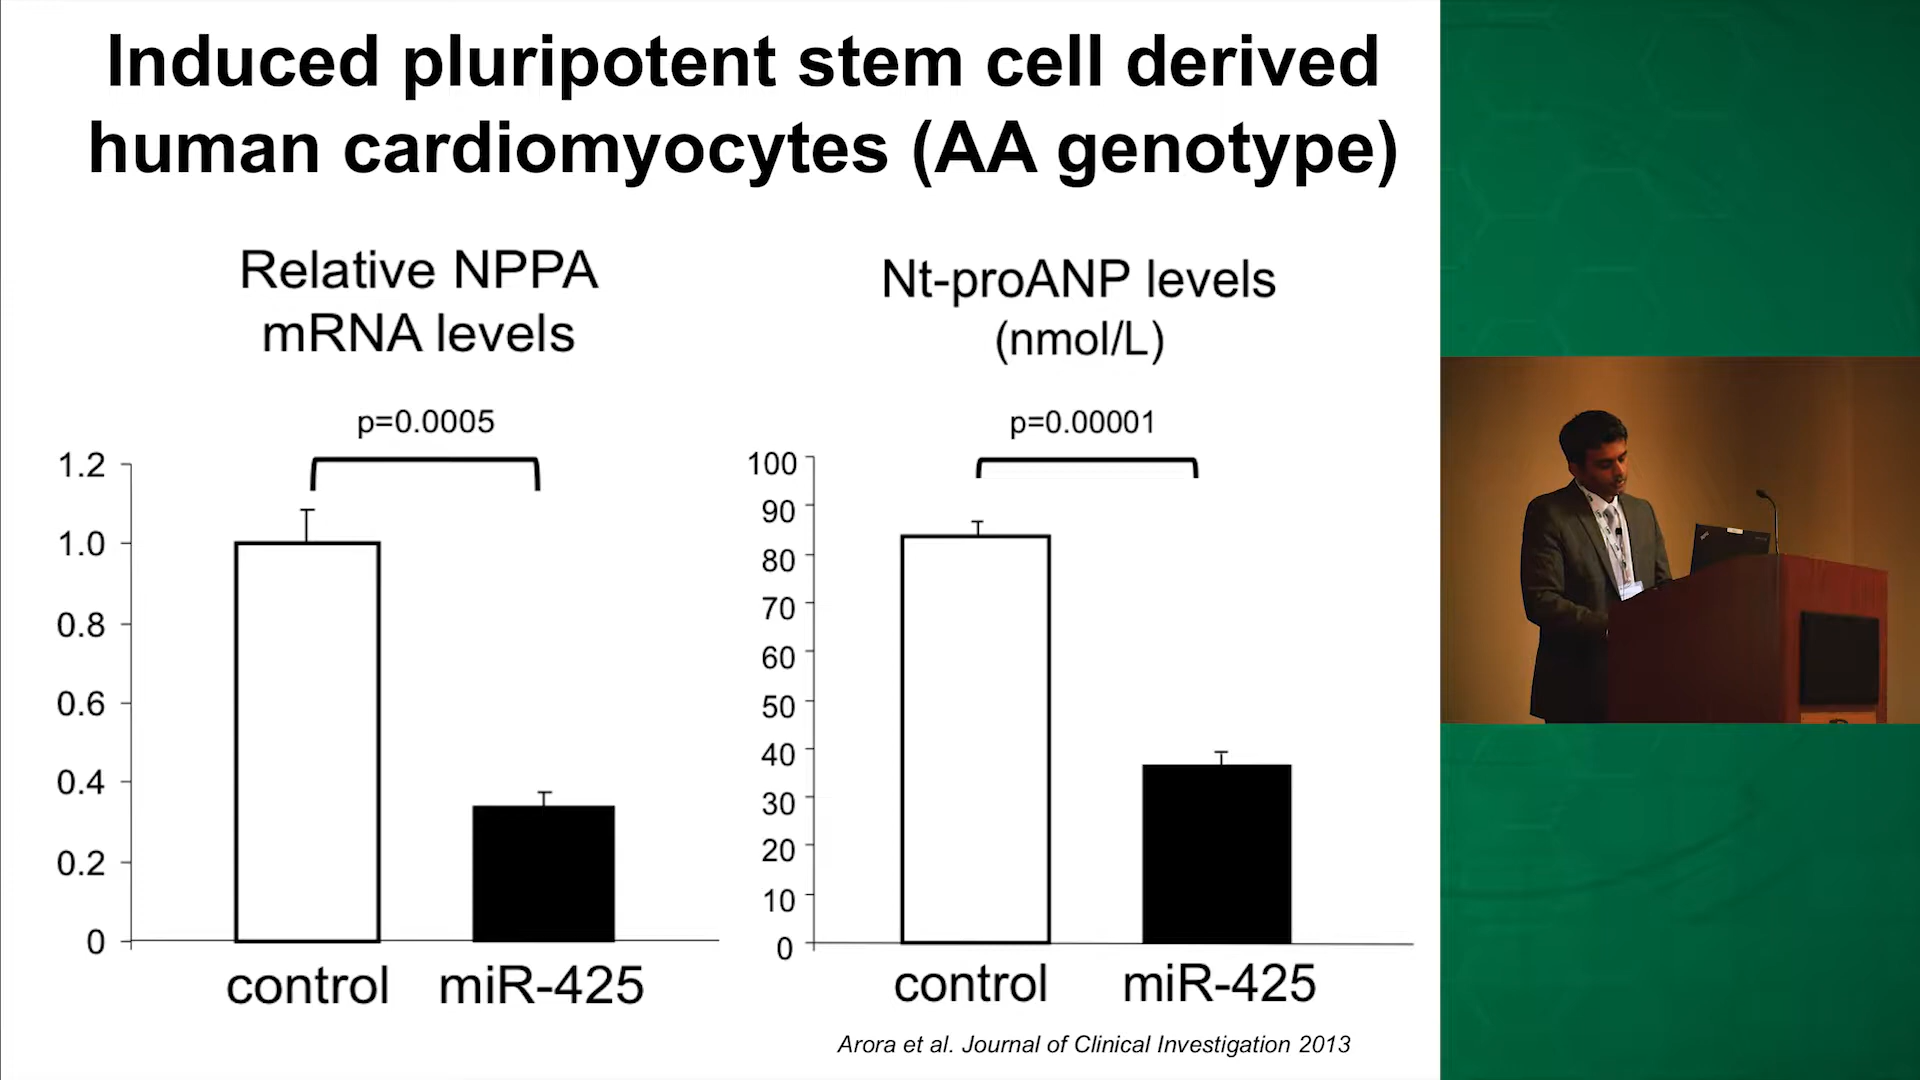 Induced pluripotent stem cell derived
human cardiomyocytes (AA genotype)
Relative NPPA
mRNA levels
p=0.0005
1.2
1.0
0.8
0.6
0.4
0.2
0
control miR-425
Nt-proANP levels
(nmol/L)
p=0.00001
100
90
80
70
60
50
40
30
20
10
0
control miR-425
Arora et al. Journal of Clinical Investigation 2013